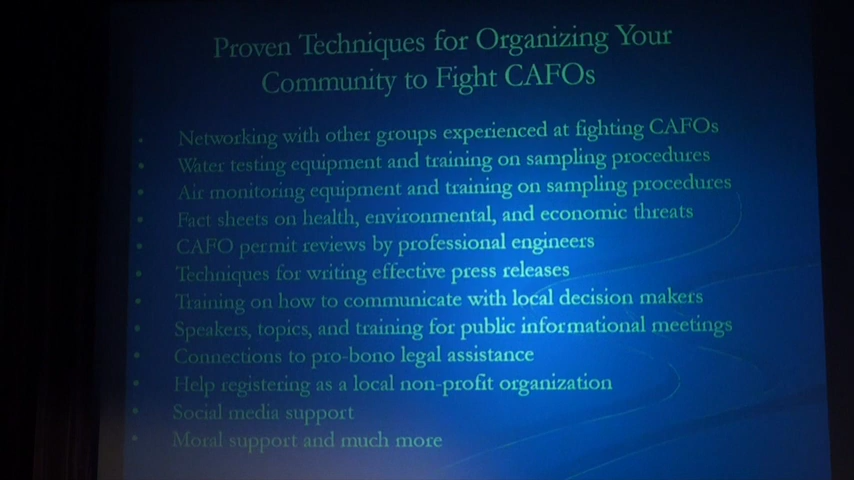 Proven Techniques for Organizing Your
Community to Fight CAFOs
• Networking with other groups experienced at fighting CAFOs
• Water testing equipment and training on sampling procedures
• Air monitoring equipment and training on sampling procedures
• Fact sheets on health, environmental, and economic threats
• CAFO permit reviews by professional engineers
• Techniques for writing effective press releases
• Training on how to communicate with local decision makers
• Speakers, topics, and training for public informational meetings
• Connections to pro-bono legal assistance
• Help registering as a local non-profit organization
• Social media support
• Moral support and much more